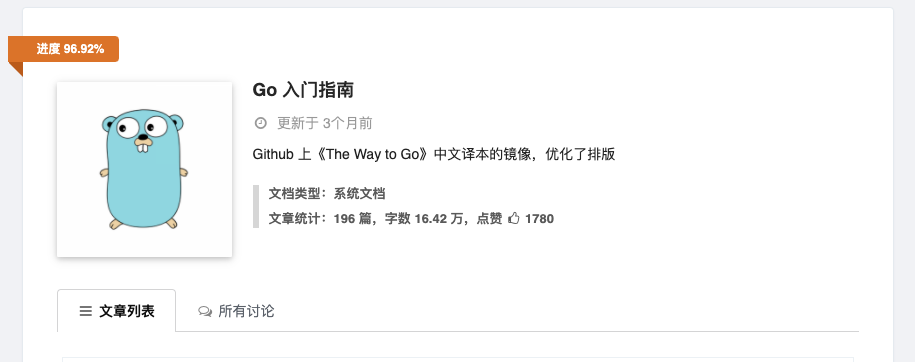 进度 96.92%
Go 入门指南
更新于 3个月前
Github 上《The Way to Go》中文译本的镜像，优化了排版
文档类型：系统文档
文章统计：196 篇，字数 16.42 万，点赞 1780
文章列表 所有讨论